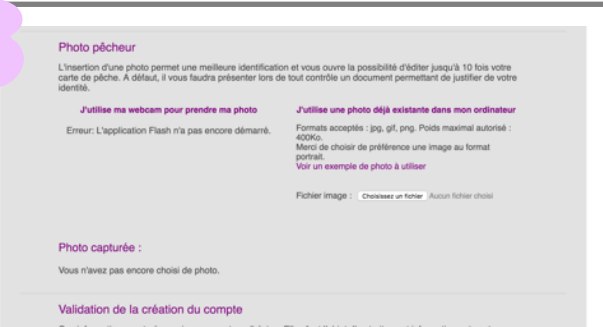 Photo pêcheur
L'insertion d'une photo permet une meilleure identification et vous ouvre la possibilité d'éditer jusqu'à 10 fois votre
carte de pêche. A défaut, il vous faudra présenter lors de tout contrôle un document permettant de justifier de votre
identité.
J'utilise ma webcam pour prendre ma photo
Erreur: L'application Flash n'a pas encore démarré.
J'utilise une photo déjà existante dans mon ordinateur
Formats acceptés : jpg, gif, png. Poids maximal autorisé :
400Ko.
Merci de choisir de préférence une image au format
portrait.
Voir un exemple de photo à utiliser
Fichier image : Choisissez un fichier Aucun fichier choisi
Photo capturée :
Vous n'avez pas encore choisi de photo.
Validation de la création du compte